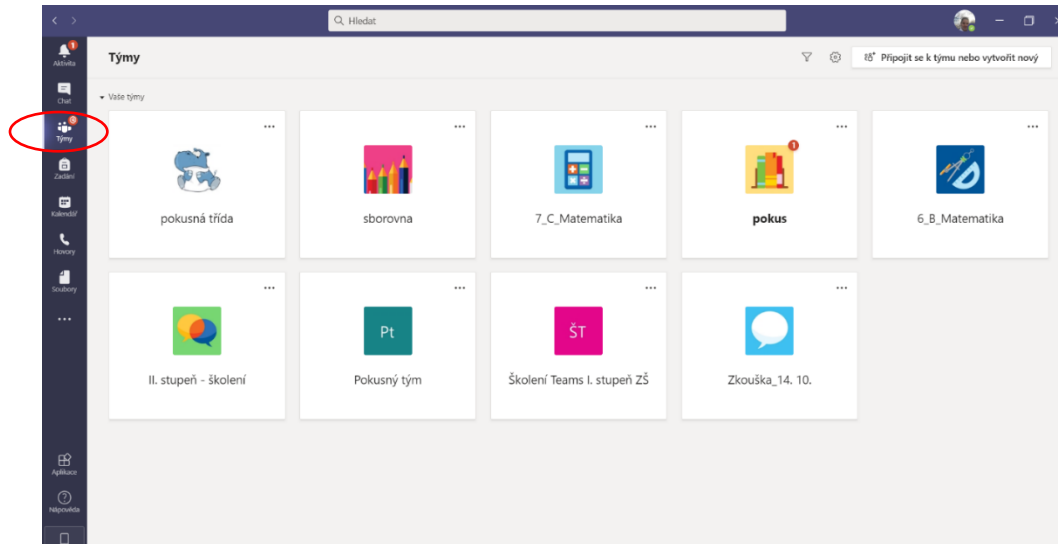 Hledat
1
Aktivita
Týmy
Připojit se k týmu nebo vytvořit nový
Chat
Vaše týmy
Týmy
Zadání
Kalendář
Hovory
Soubory
pokusná třída
sborovna
7_C_Matematika
1
pokus
6_B_Matematika
II. stupeň - školení
Pt
Pokusný tým
ŠT
Školení Teams I. stupeň ZŠ
Zkouška_14. 10.
Aplikace
Nápověda